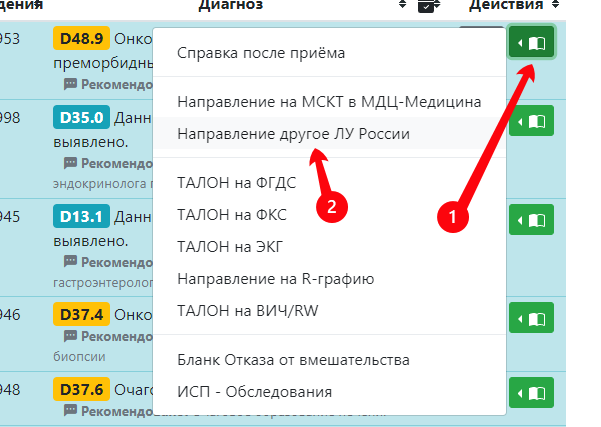 дения Диагноз Действия
953 D48.9 Онко
преморбидны
Рекомендо
Справка после приёма
Направление на МСКТ в МДЦ-Медицина
998 D35.0 Данн
Направление другое ЛУ России
выявлено.
Рекомендо
эндокринолога
ТАЛОН на ФГДС
2
1
945 D13.1 Данн
ТАЛОН на ФКС
выявлено.
ТАЛОН на ЭКГ
Рекомендо
гастроэнтеролог
Направление на R-графию
946 D37.4 Онко
ТАЛОН на ВИЧ/RW
Рекомендо
биопсии
Бланк Отказа от вмешательства
948 D37.6 Очаго
ИСП - Обследования
Рекомендо